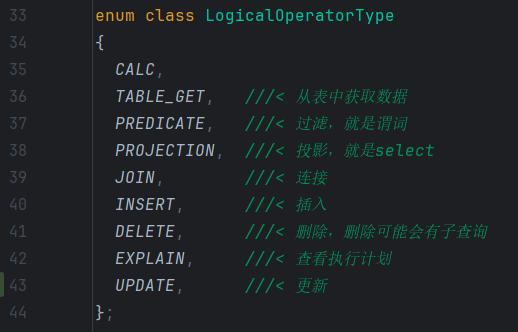 33 enum class LogicalOperatorType
34 {
35 CALC,
36 TABLE_GET, ///< 从表中获取数据
37 PREDICATE, ///< 过滤，就是谓词
38 PROJECTION, ///< 投影，就是select
39 JOIN, ///< 连接
40 INSERT, ///< 插入
41 DELETE, ///< 删除，删除可能会有子查询
42 EXPLAIN, ///< 查看执行计划
43 UPDATE, ///< 更新
44 };